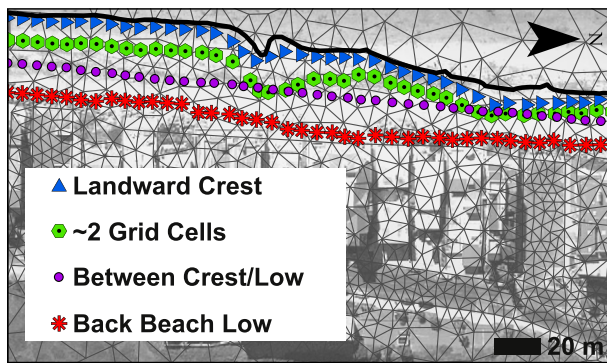 N
Landward Crest
~2 Grid Cells
Between Crest/Low
Back Beach Low
20 m